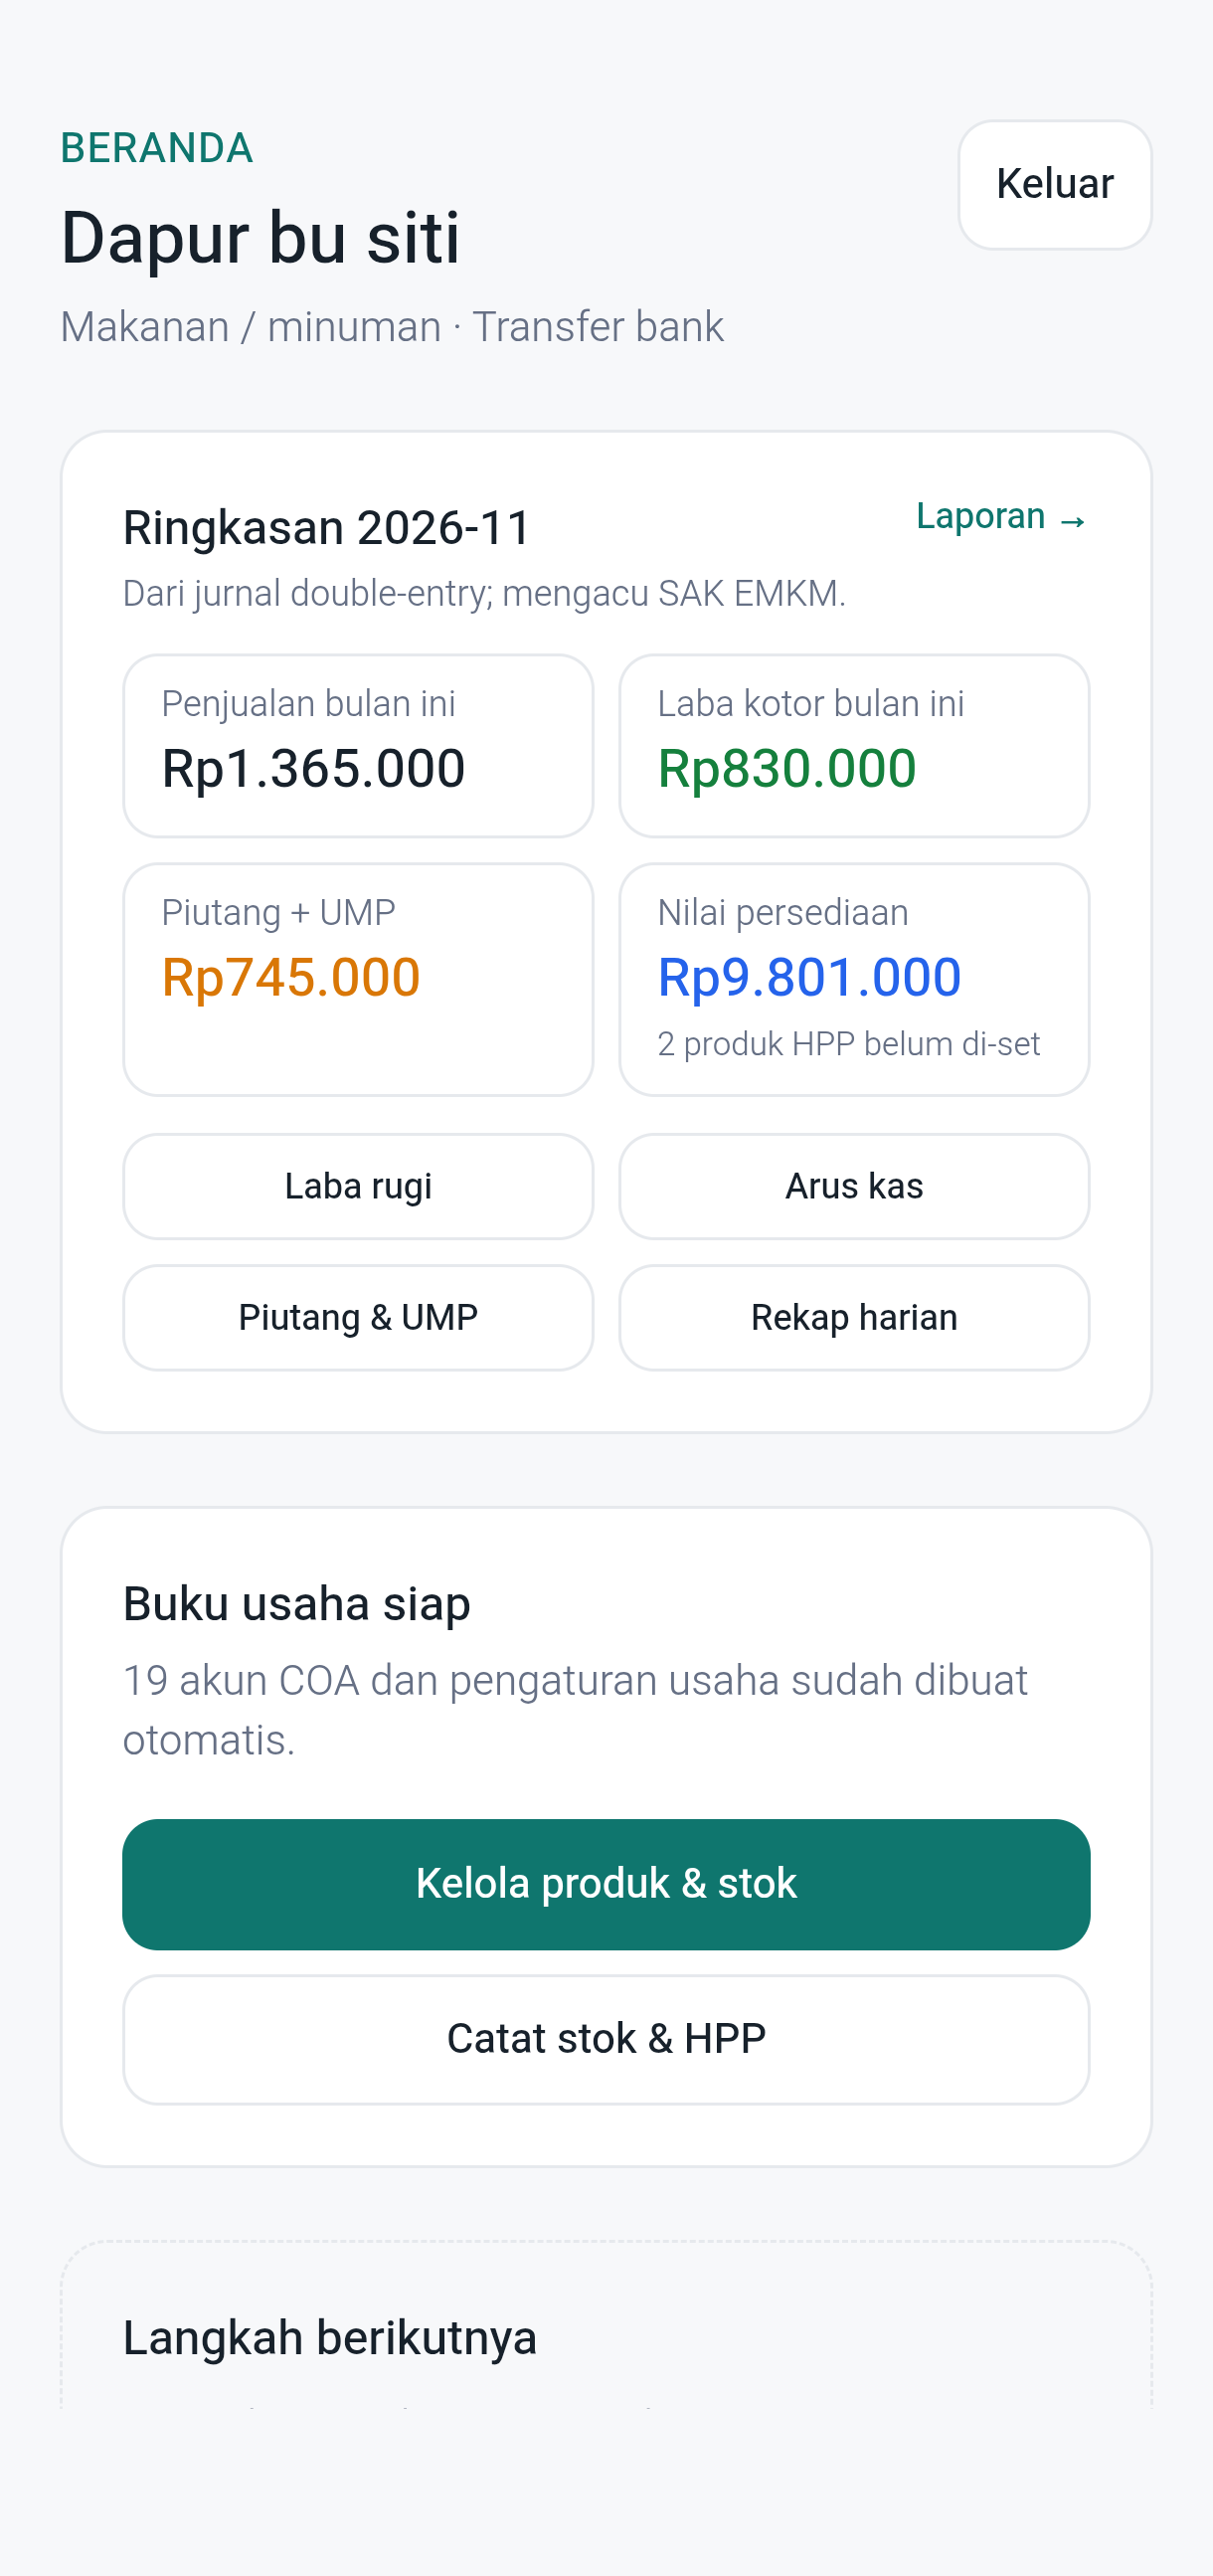 BERANDA
Keluar
Dapur bu siti
Makanan / minuman · Transfer bank
Ringkasan 2026-11
Laporan →
Dari jurnal double-entry; mengacu SAK EMKM.
Penjualan bulan ini
Rp1.365.000
Laba kotor bulan ini
Rp830.000
Piutang + UMP
Rp745.000
Nilai persediaan
Rp9.801.000
2 produk HPP belum di-set
Laba rugi
Arus kas
Piutang & UMP
Rekap harian
Buku usaha siap
19 akun COA dan pengaturan usaha sudah dibuat
otomatis.
Kelola produk & stok
Catat stok & HPP
Langkah berikutnya